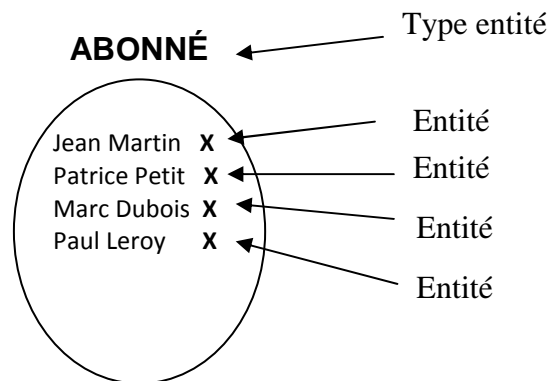 Type entité
ABONNÉ
Jean Martin X
Entité
Patrice Petit X
Entité
Marc Dubois X
Entité
Paul Leroy X
Entité